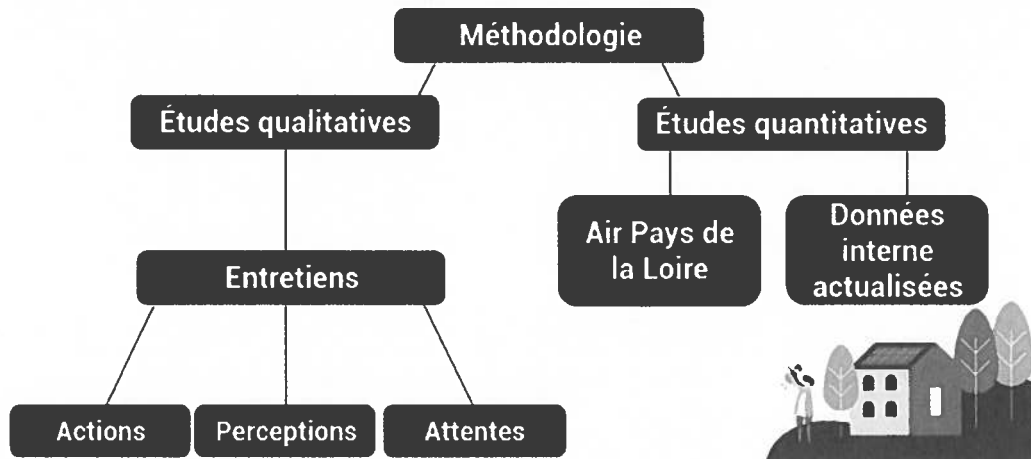 Méthodologie
Études qualitatives
Études quantitatives
Air Pays de
la Loire
Données
interne
actualisées
Entretiens
Actions
Perceptions
Attentes